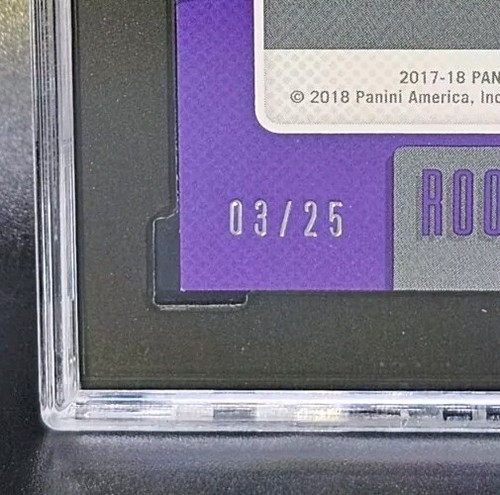 2017-18 PAN
© 2018 Panini America, Inc
03/25
ROO